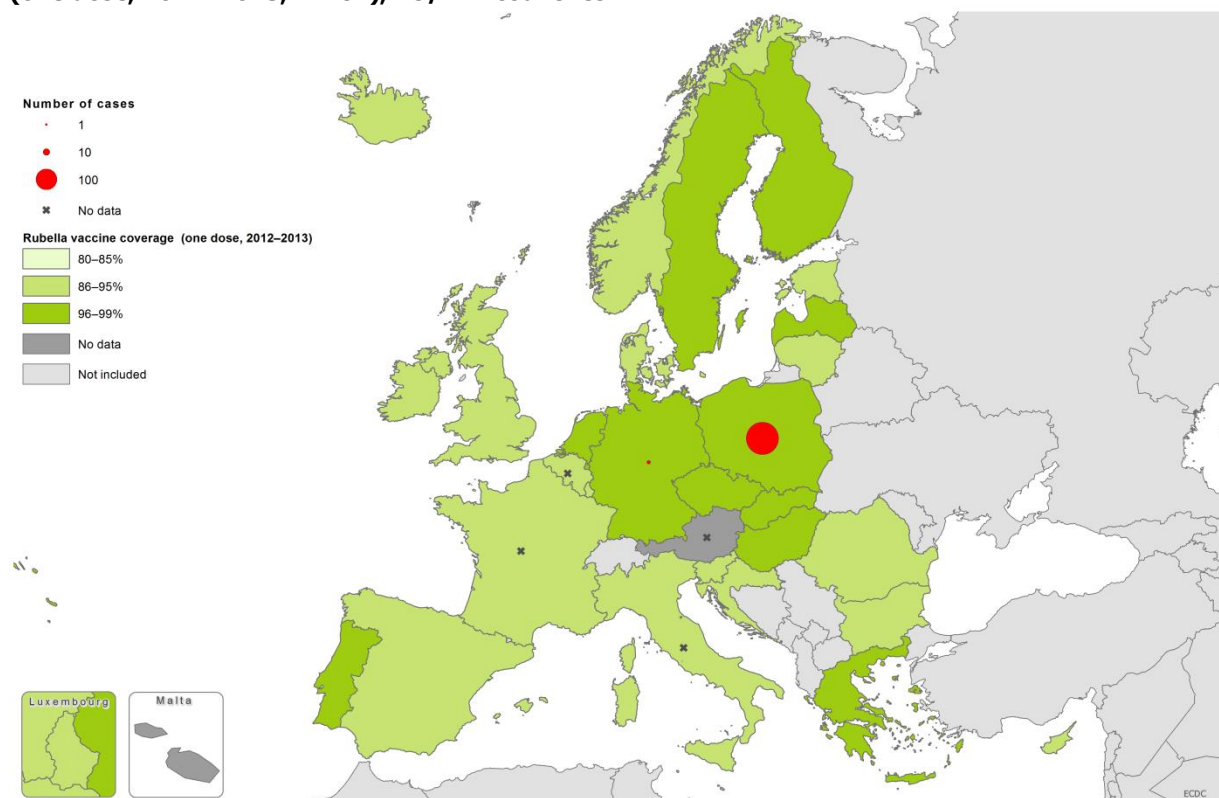 Number of cases
1
10
100
No data
Rubella vaccine coverage (one dose, 2012–2013)
80–85%
86–95%
96–99%
No data
Not included
Luxembourg
Malta
ECDC